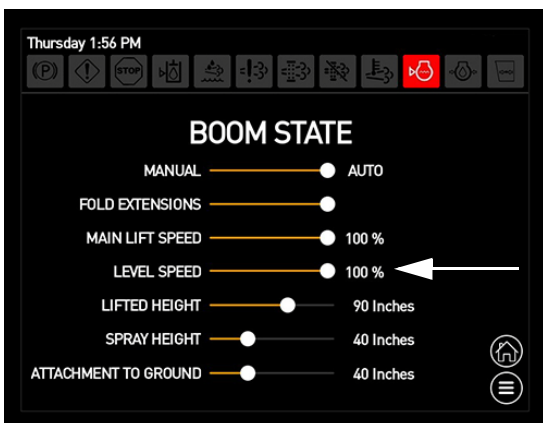 Thursday 1:56 PM
(P) STOP
BOOM STATE
MANUAL AUTO
FOLD EXTENSIONS
MAIN LIFT SPEED 100 %
LEVEL SPEED 100 %
LIFTED HEIGHT 90 Inches
SPRAY HEIGHT 40 Inches
ATTACHMENT TO GROUND 40 Inches